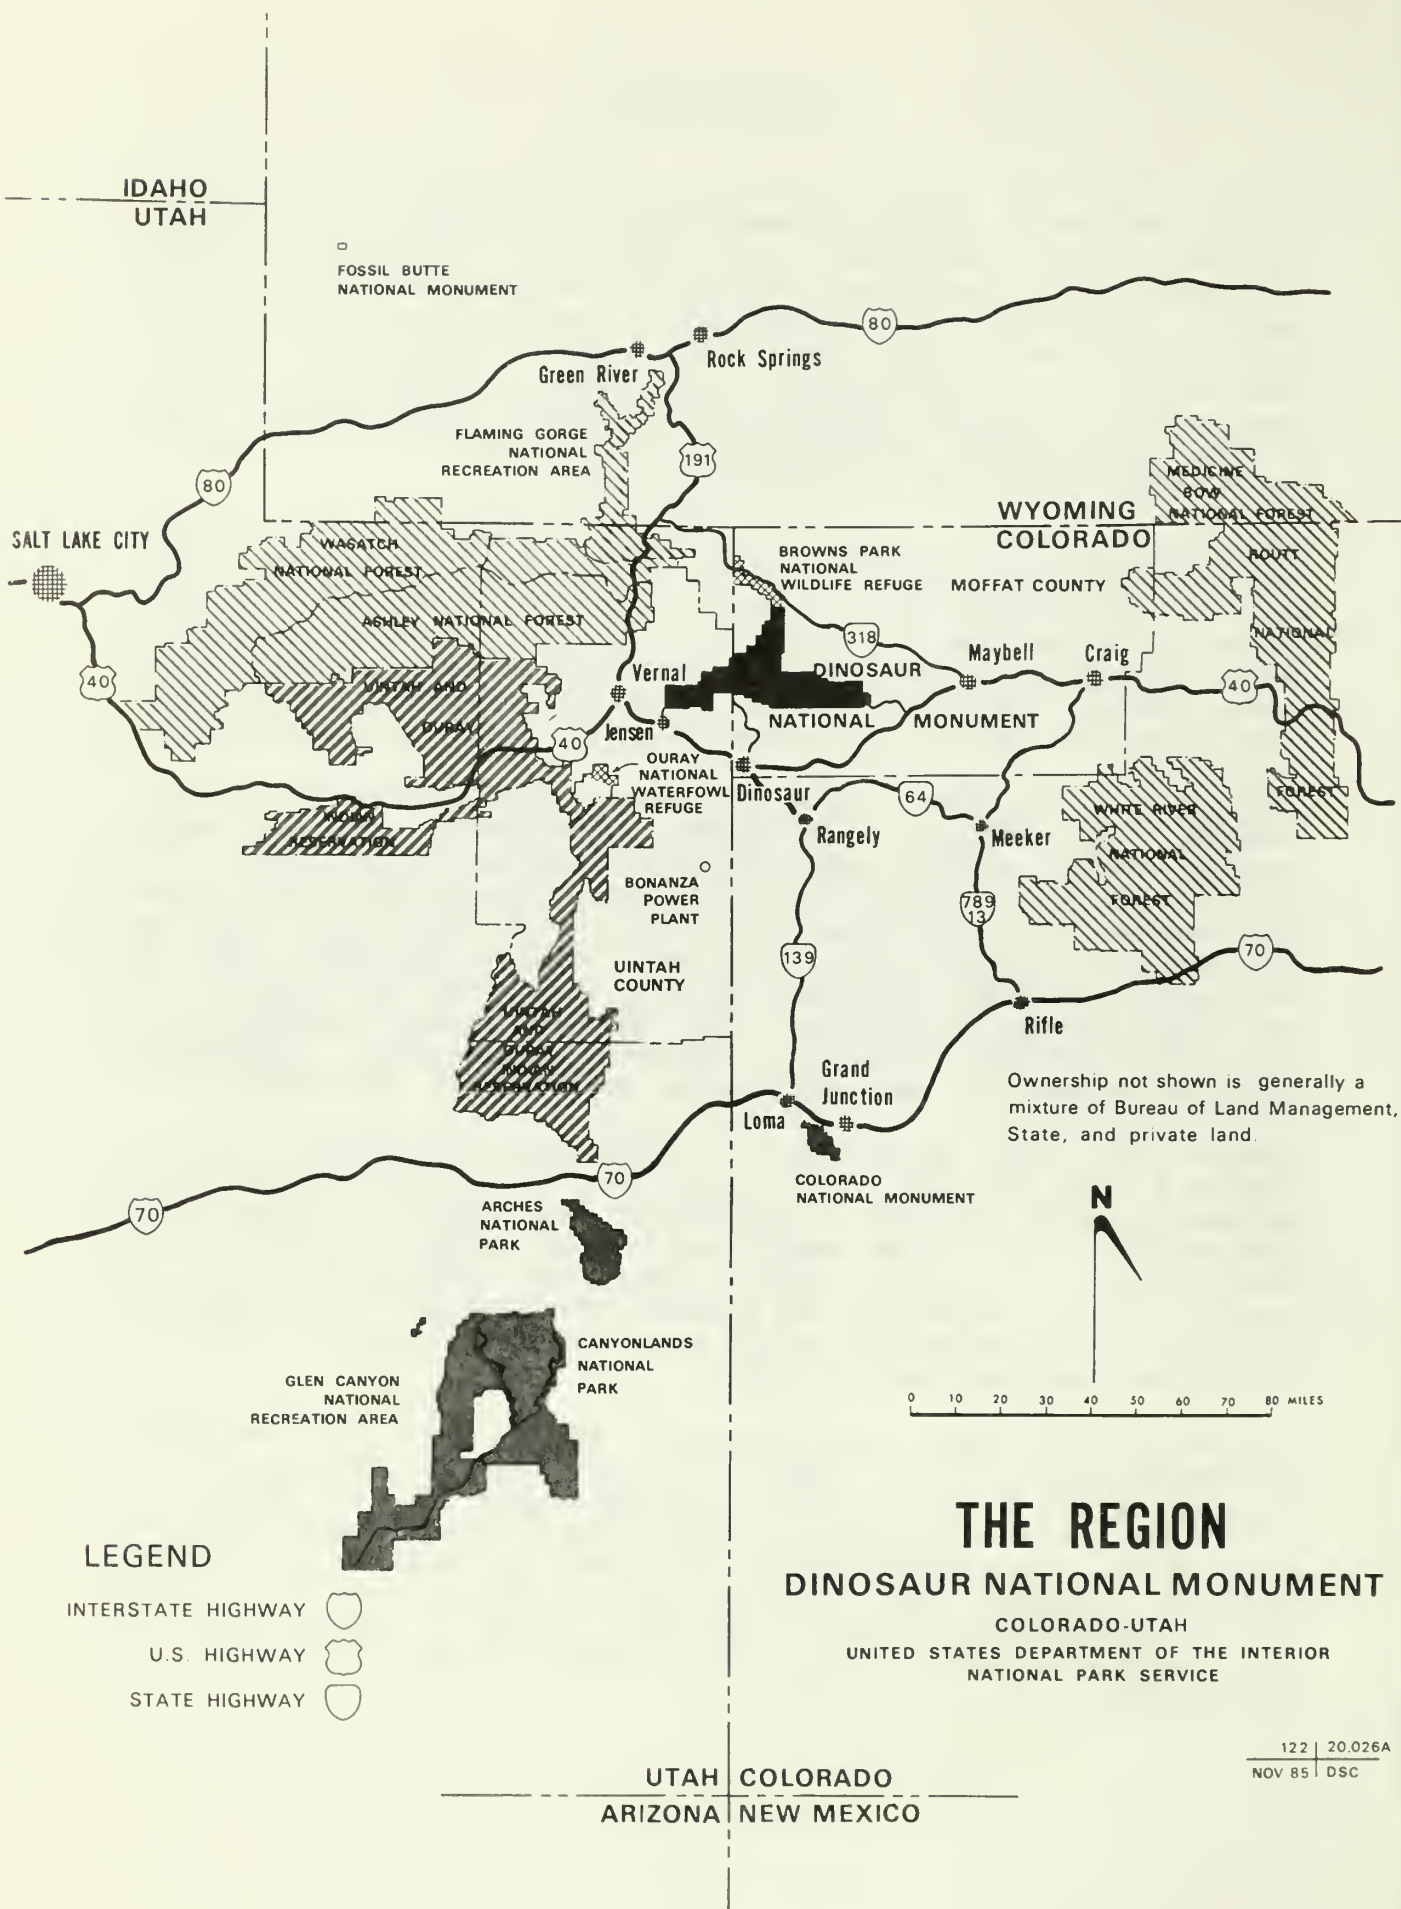 IDAHO
UTAH
FOSSIL BUTTE
NATIONAL MONUMENT
80
Rock Springs
Green River
FLAMING GORGE
NATIONAL
RECREATION AREA
191
80
MEDICINE
BOW
NATIONAL FOREST
WYOMING
COLORADO
SALT LAKE CITY
WASATCH
NATIONAL FOREST
BROWNS PARK
NATIONAL
WILDLIFE REFUGE
MOFFAT COUNTY
ROUTT
NATIONAL
FOREST
ASHLEY NATIONAL FOREST
318
Maybell
Craig
40
Vernal
DINOSAUR
NATIONAL MONUMENT
40
UINTAH AND
OURAY
INDIAN
RESERVATION
Jensen
40
OURAY
NATIONAL
WATERFOWL
REFUGE
Dinosaur
64
Rangely
Meeker
WHITE RIVER
NATIONAL
FOREST
BONANZA
POWER
PLANT
789
13
139
70
UINTAH
COUNTY
UINTAH
AND
OURAY
INDIAN
RESERVATION
Rifle
Grand
Junction
Loma
Ownership not shown is generally a
mixture of Bureau of Land Management,
State, and private land.
COLORADO
NATIONAL MONUMENT
70
70
ARCHES
NATIONAL
PARK
N
CANYONLANDS
NATIONAL
PARK
GLEN CANYON
NATIONAL
RECREATION AREA
0 10 20 30 40 50 60 70 80 MILES
THE REGION
DINOSAUR NATIONAL MONUMENT
COLORADO-UTAH
UNITED STATES DEPARTMENT OF THE INTERIOR
NATIONAL PARK SERVICE
LEGEND
INTERSTATE HIGHWAY
U.S. HIGHWAY
STATE HIGHWAY
122 | 20,026A
NOV 85 | DSC
UTAH COLORADO
ARIZONA NEW MEXICO